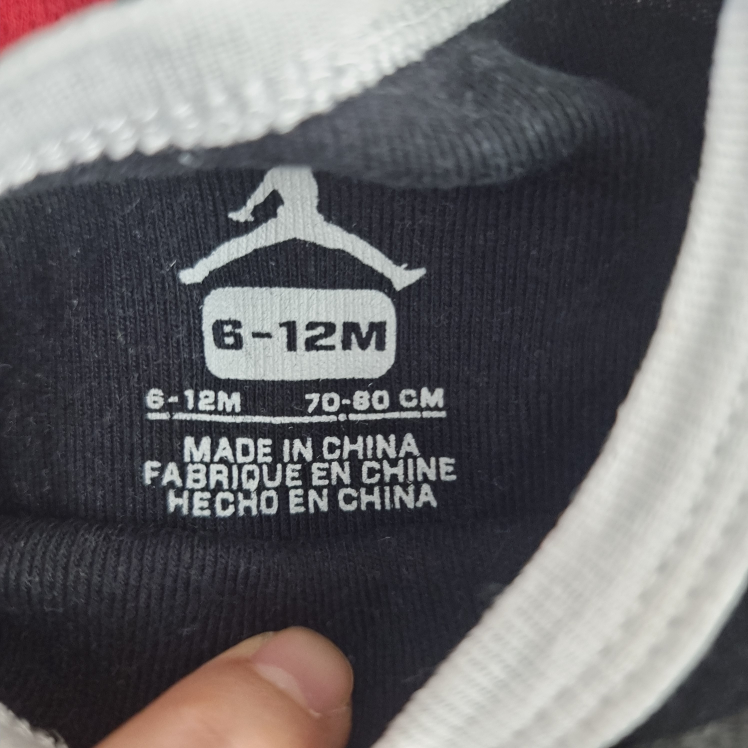 6-12M
6-12M 70-80 CM
MADE IN CHINA
FABRIQUE EN CHINE
HECHO EN CHINA